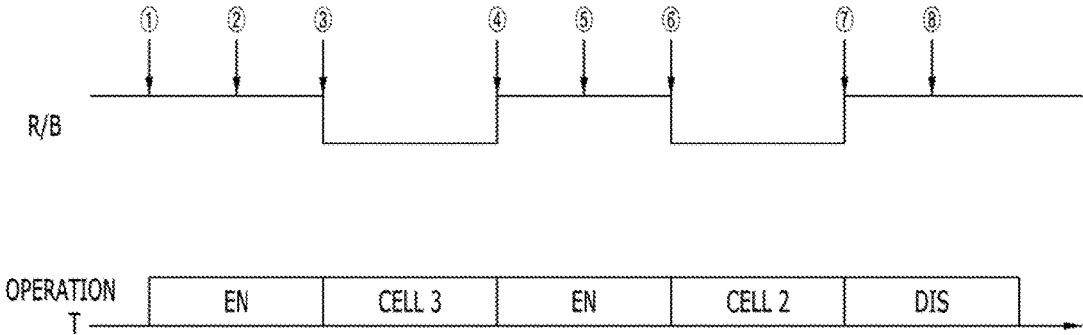 ① ② ③ ④ ⑤ ⑥ ⑦ ⑧
R/B
OPERATION EN CELL 3 EN CELL 2 DIS
T